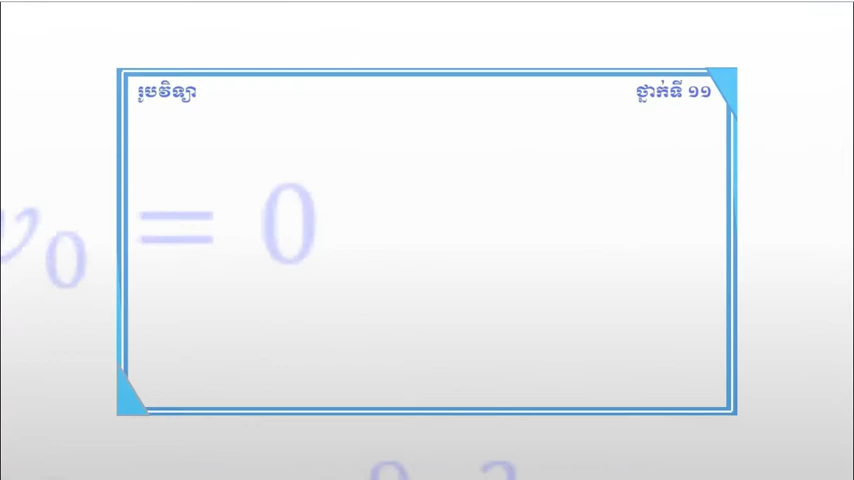 រូបវិទ្យា ថ្នាក់ទី ១១
v₀ = 0